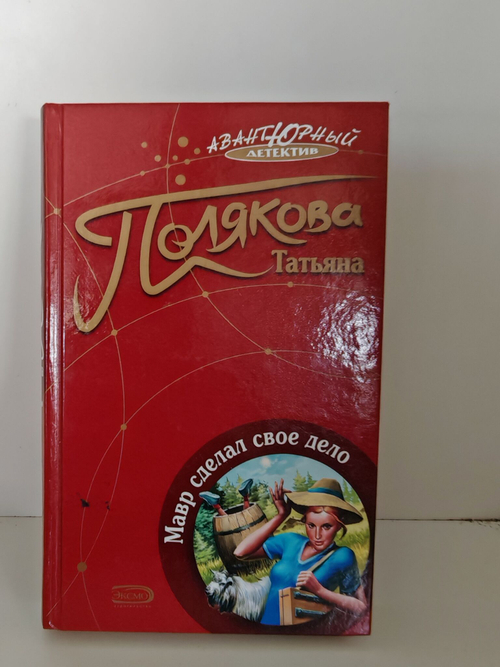 АВАНТЮРНЫЙ
ДЕТЕКТИВ
ПОЛЯКОВА
ТАТЬЯНА
Мавр сделал свое дело
ЭКСМО